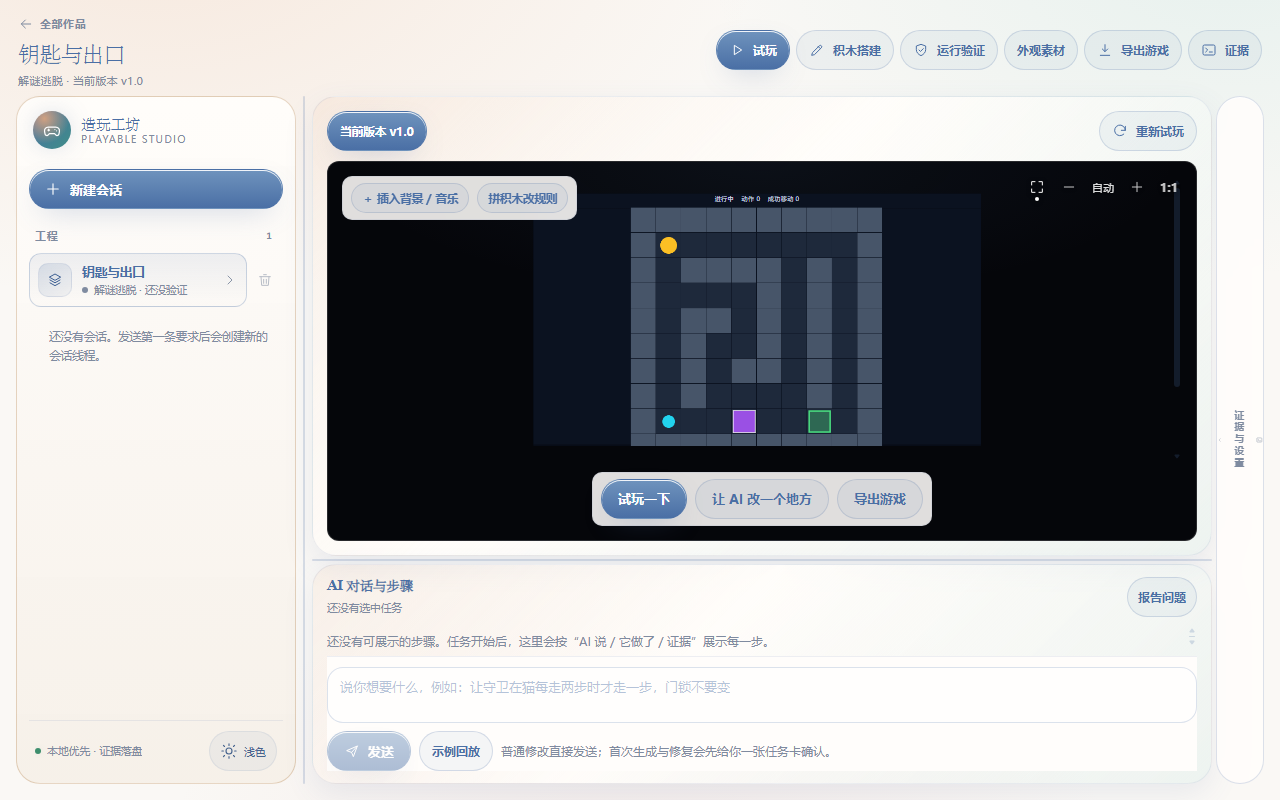 全部作品
钥匙与出口
解谜逃脱 · 当前版本 v1.0
试玩
积木搭建
运行验证
外观素材
导出游戏
证据
造玩工坊
PLAYABLE STUDIO
新建会话
工程
1
钥匙与出口
解谜逃脱 · 还没验证
还没有会话。发送第一条要求后会创建新的
会话线程。
本地优先 · 证据落盘
浅色
当前版本 v1.0
重新试玩
+ 插入背景 / 音乐
拼积木改规则
自动
1:1
进行中 动作 0 成功移动 0
试玩一下
让 AI 改一个地方
导出游戏
AI 对话与步骤
还没有选中任务
报告问题
还没有可展示的步骤。任务开始后，这里会按“AI 说 / 它做了 / 证据”展示每一步。
说你想要什么，例如：让守卫在猫每走两步时才走一步，门锁不要变
发送
示例回放
普通修改直接发送；首次生成与修复会先给你一张任务卡确认。
证据与设置